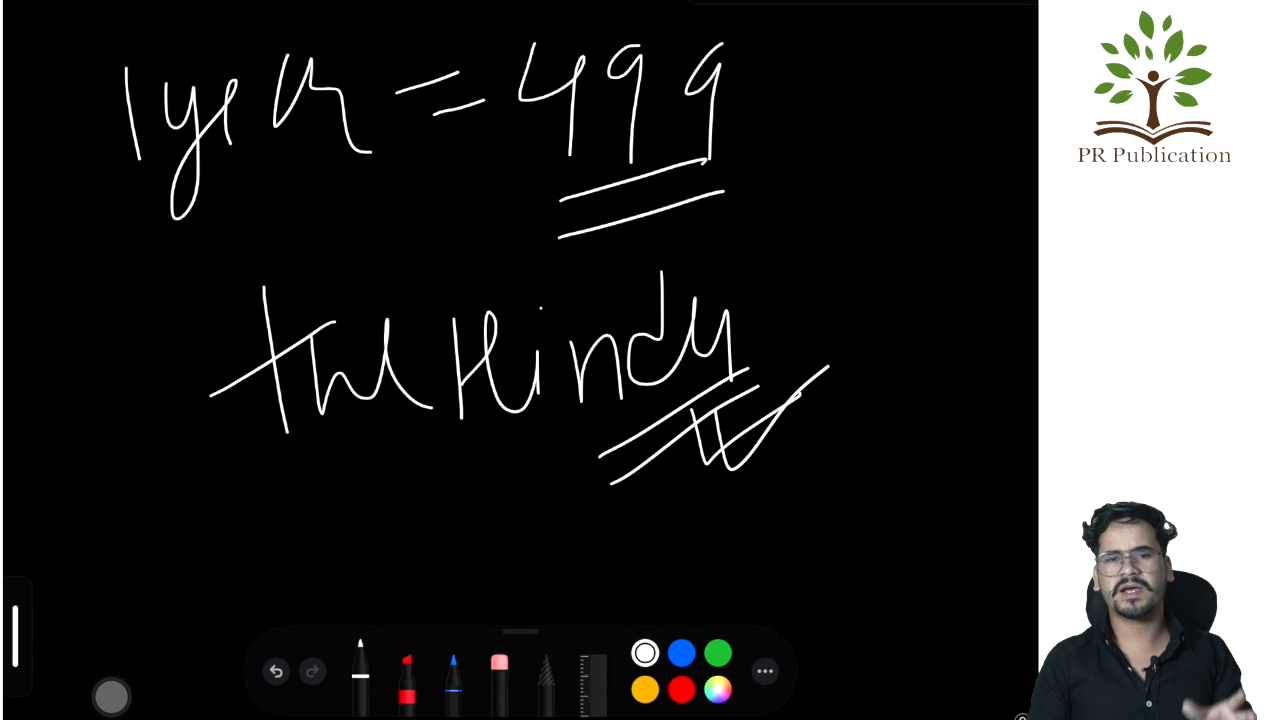 1 year = 499
The Hindu
PR Publication